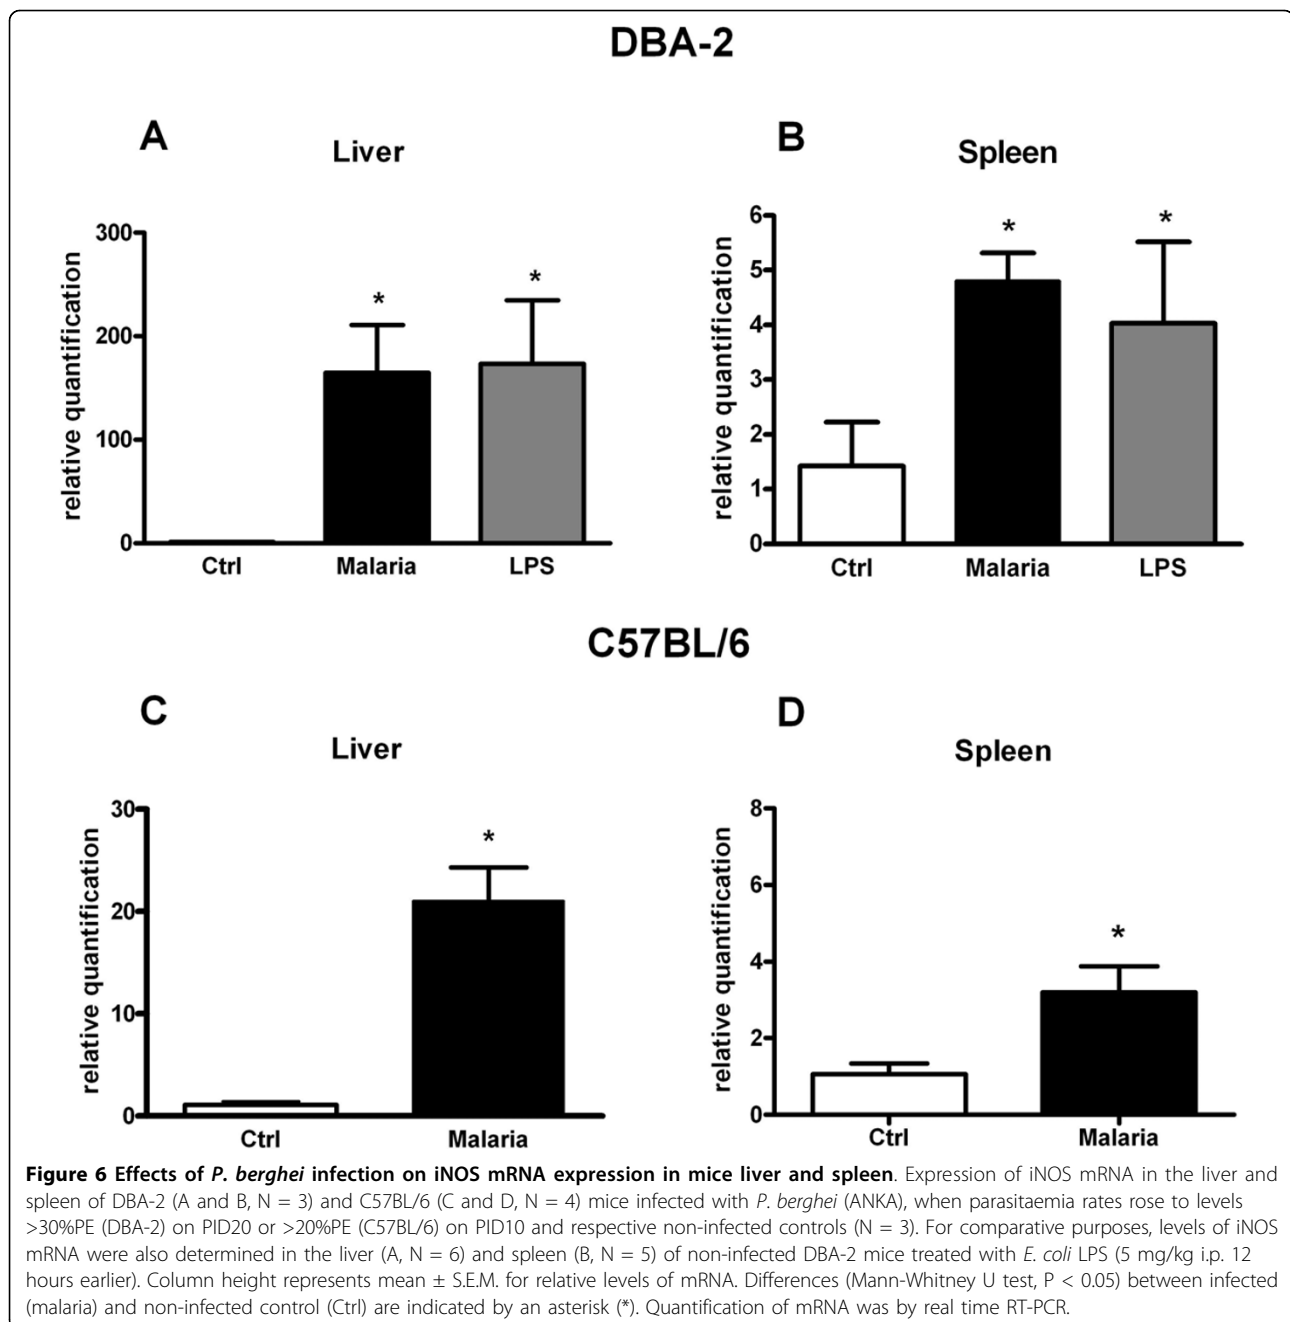 DBA-2
A
Liver
relative quantification
300
200
100
0
*
*
Ctrl
Malaria
LPS
B
Spleen
relative quantification
6
5
4
3
2
1
0
*
*
Ctrl
Malaria
LPS
C57BL/6
C
Liver
relative quantification
30
20
10
0
*
Ctrl
Malaria
D
Spleen
relative quantification
8
6
4
2
0
*
Ctrl
Malaria
Figure 6 Effects of P. berghei infection on iNOS mRNA expression in mice liver and spleen. Expression of iNOS mRNA in the liver and
spleen of DBA-2 (A and B, N = 3) and C57BL/6 (C and D, N = 4) mice infected with P. berghei (ANKA), when parasitaemia rates rose to levels
>30%PE (DBA-2) on PID20 or >20%PE (C57BL/6) on PID10 and respective non-infected controls (N = 3). For comparative purposes, levels of iNOS
mRNA were also determined in the liver (A, N = 6) and spleen (B, N = 5) of non-infected DBA-2 mice treated with E. coli LPS (5 mg/kg i.p. 12
hours earlier). Column height represents mean ± S.E.M. for relative levels of mRNA. Differences (Mann-Whitney U test, P < 0.05) between infected
(malaria) and non-infected control (Ctrl) are indicated by an asterisk (*). Quantification of mRNA was by real time RT-PCR.